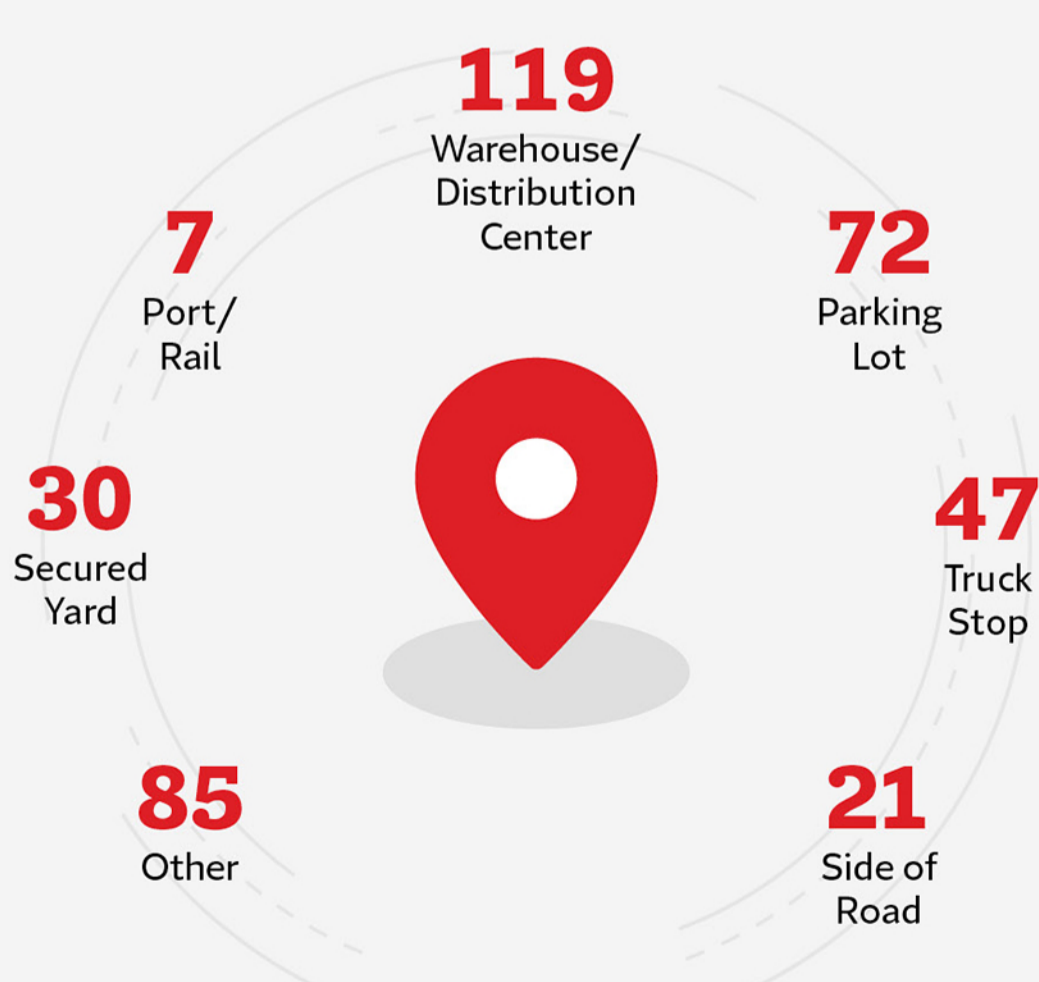 119
Warehouse/
Distribution
Center
7
Port/
Rail
72
Parking
Lot
30
Secured
Yard
47
Truck
Stop
85
Other
21
Side of
Road